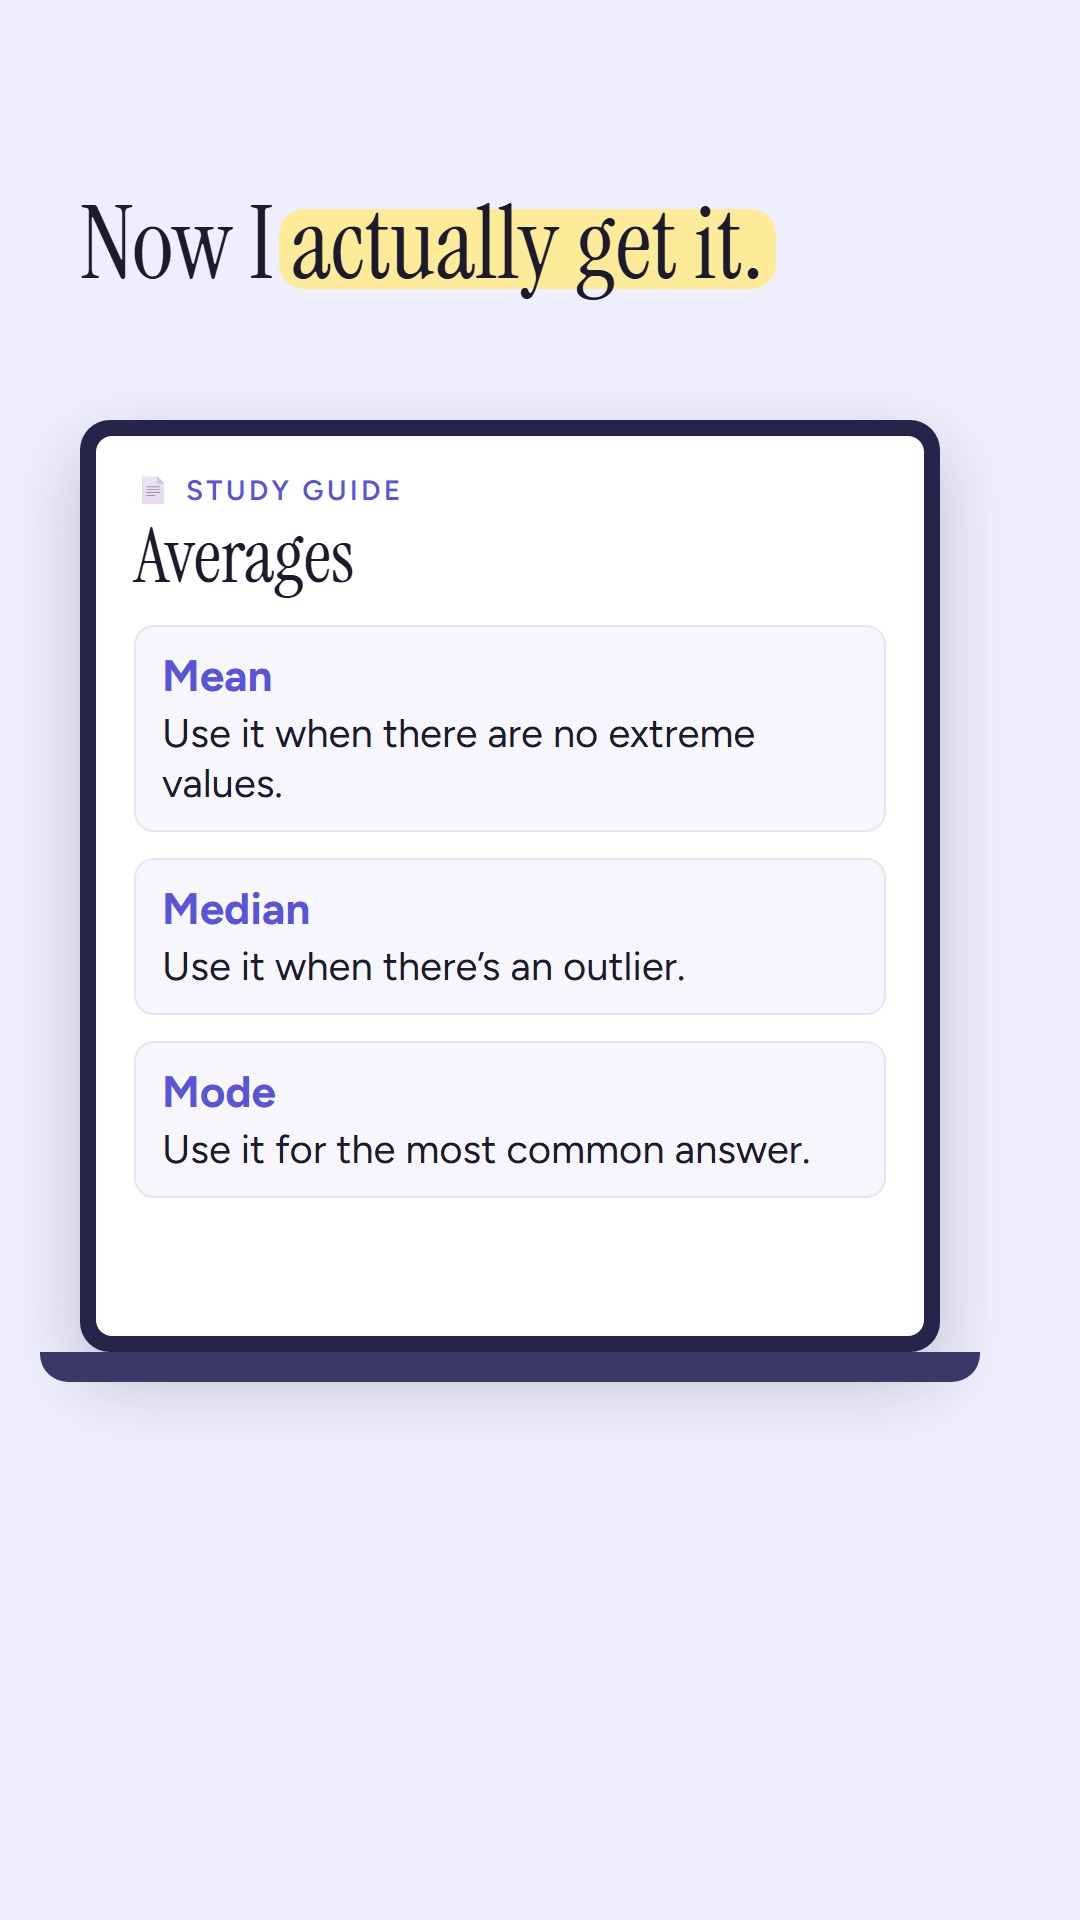 Now I actually get it.
STUDY GUIDE
Averages
Mean
Use it when there are no extreme
values.
Median
Use it when there’s an outlier.
Mode
Use it for the most common answer.